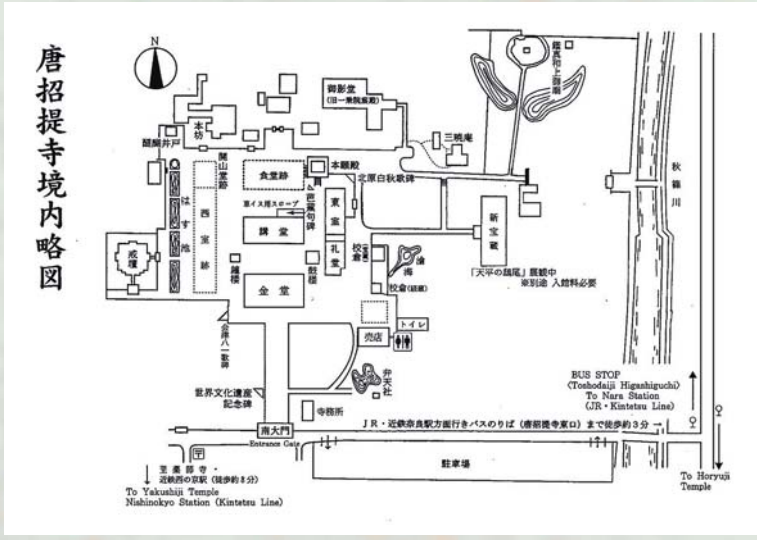 唐招提寺境内略図
N
御影堂
(旧一乗院宸殿)
鑑真和上御廟
本坊
醍醐井戸
三暁庵
開山堂跡
食堂跡
本願殿
北原白秋歌碑
芭蕉句碑
車イス用スロープ
はす池
西室跡
講堂
東室
礼堂
新宝蔵
秋篠川
戒壇
鐘楼
鼓楼
校倉
滄海
校倉(経蔵)
「天平の鴟尾」展観中
※別途 入館料必要
金堂
会津八一歌碑
売店
トイレ
弁天社
世界文化遺産
記念碑
寺務所
BUS STOP
(Toshodaiji Higashiguchi)
To Nara Station
(JR・Kintetsu Line)
南大門
Entrance Gate
JR・近鉄奈良駅方面行きバスのりば(唐招提寺東口)まで徒歩約3分→
駐車場
至薬師寺・
近鉄西の京駅(徒歩約8分)
To Yakushiji Temple
Nishinokyo Station (Kintetsu Line)
To Horyuji
Temple